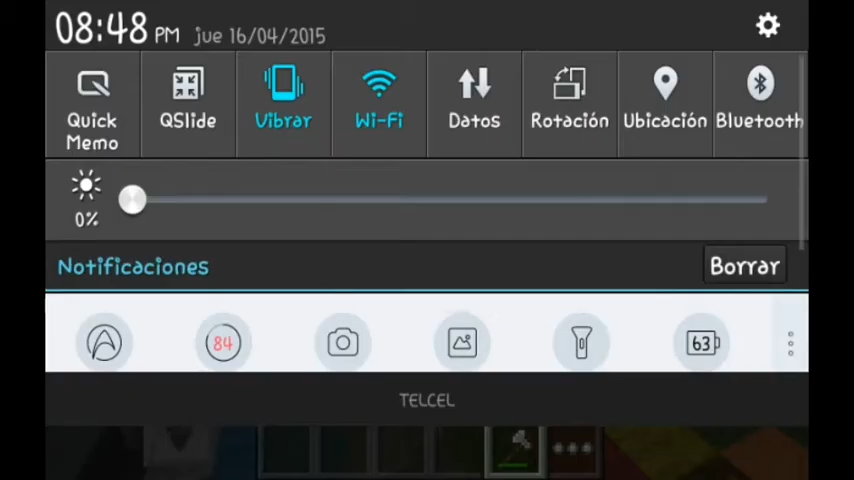 08:48 PM jue 16/04/2015
Quick Memo
QSlide
Vibrar
Wi-Fi
Datos
Rotación
Ubicación
Bluetooth
0%
Notificaciones
Borrar
84
63
TELCEL